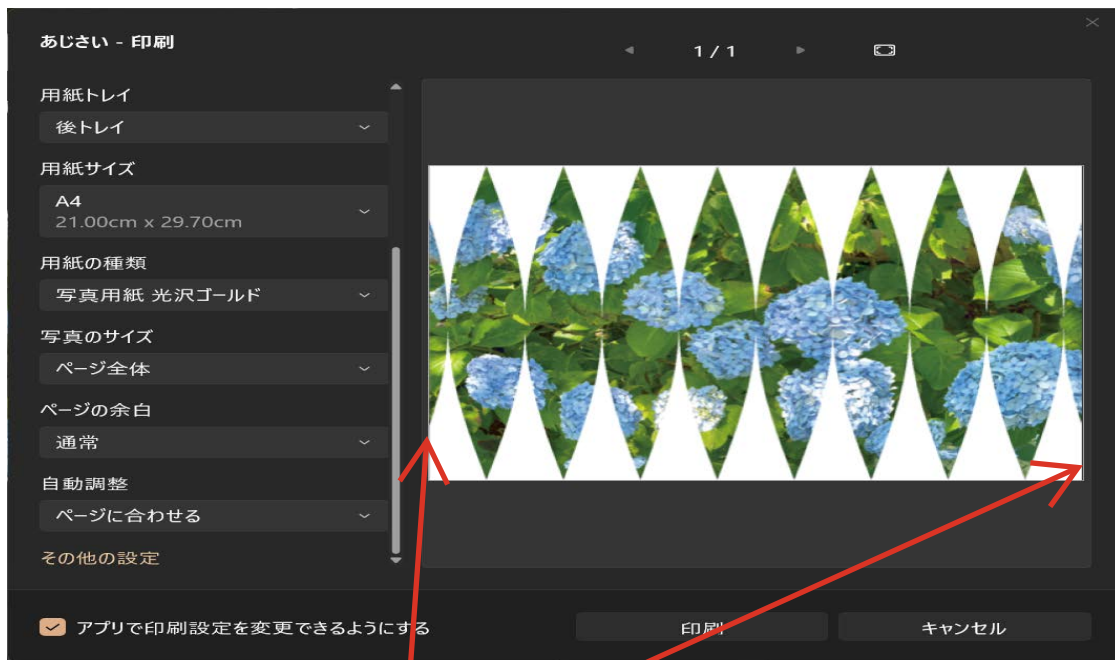 あじさい - 印刷
1 / 1
用紙トレイ
後トレイ
用紙サイズ
A4
21.00cm x 29.70cm
用紙の種類
写真用紙 光沢ゴールド
写真のサイズ
ページ全体
ページの余白
通常
自動調整
ページに合わせる
その他の設定
アプリで印刷設定を変更できるようにする
印刷
キャンセル